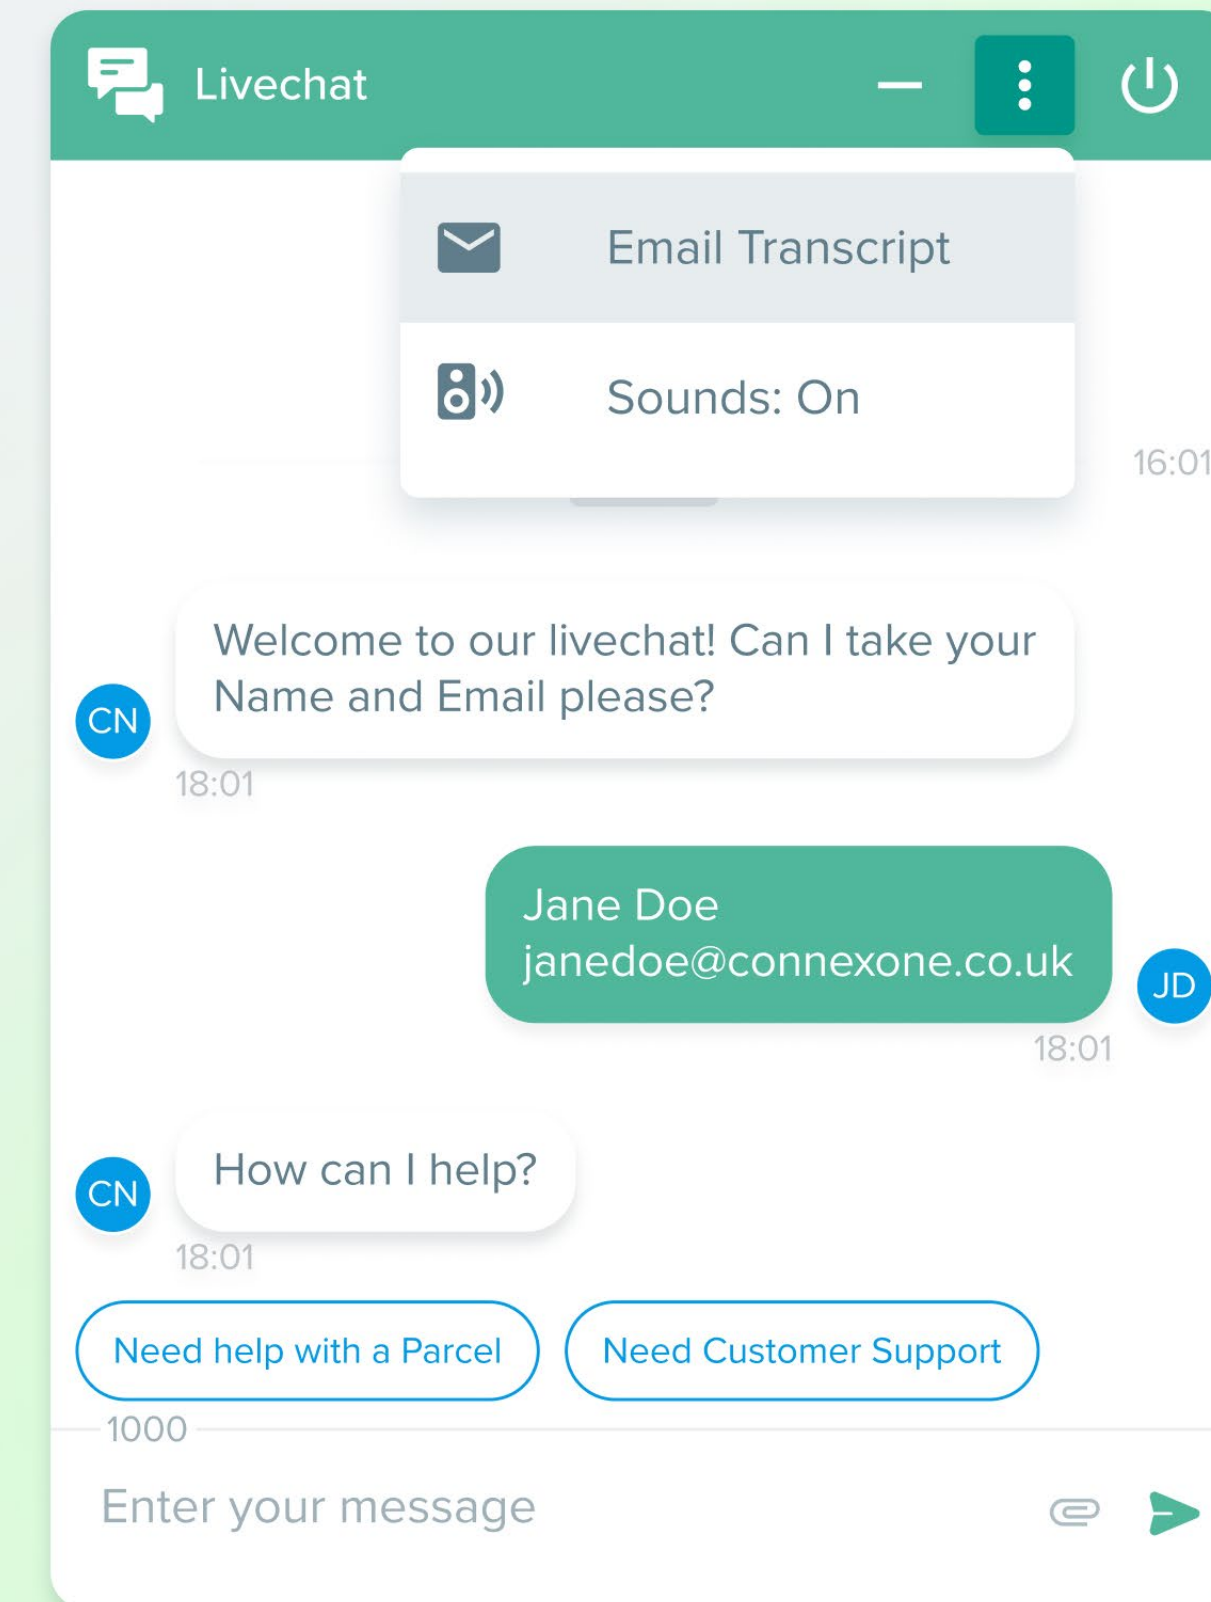 Livechat
Email Transcript
Sounds: On
16:01
Welcome to our livechat! Can I take your
Name and Email please?
CN
18:01
Jane Doe
janedoe@connexone.co.uk
JD
18:01
How can I help?
CN
18:01
Need help with a Parcel
Need Customer Support
1000
Enter your message